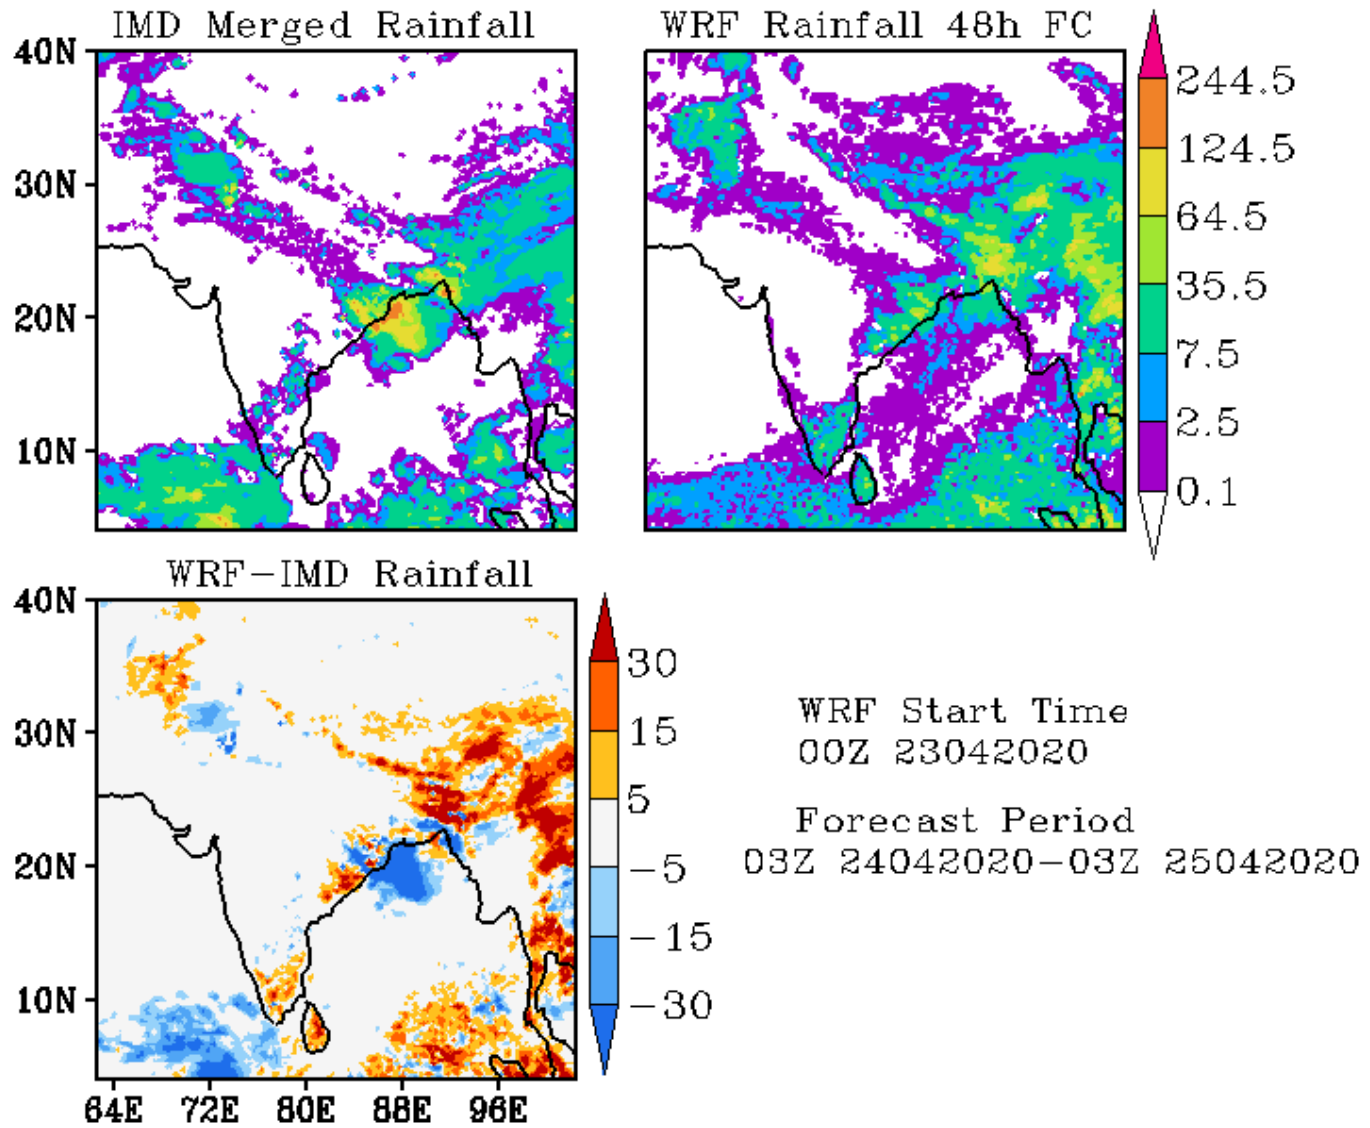 IMD Merged Rainfall
WRF Rainfall 48h FC
40N
30N
20N
10N
244.5
124.5
64.5
35.5
7.5
2.5
0.1
WRF-IMD Rainfall
40N
30N
20N
10N
64E 72E 80E 88E 96E
30
15
5
-5
-15
-30
WRF Start Time
00Z 23042020
Forecast Period
03Z 24042020-03Z 25042020